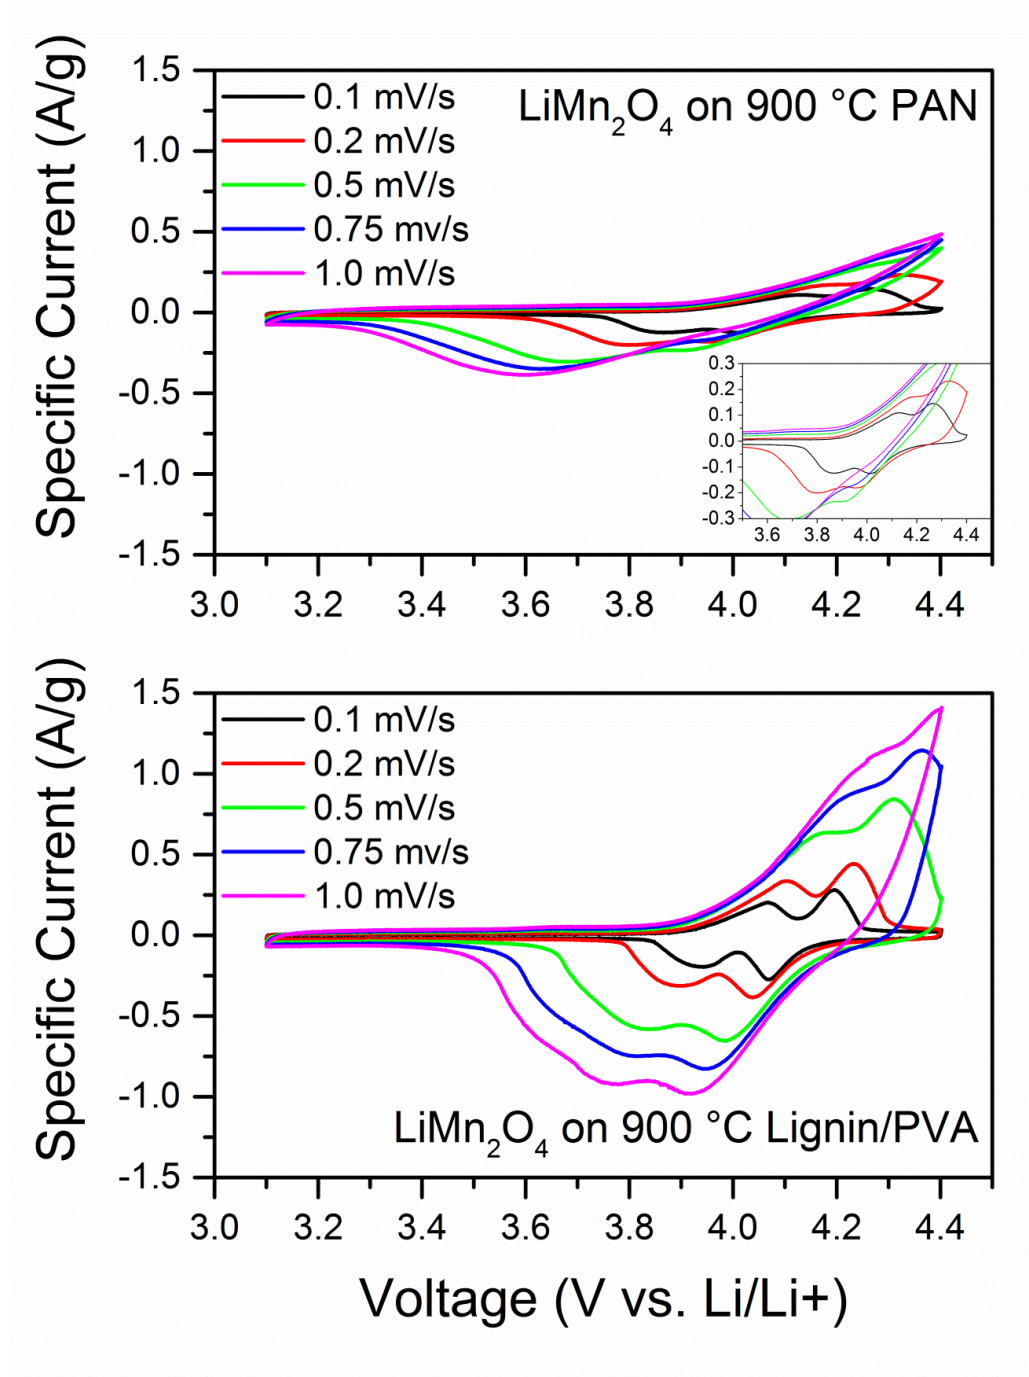 Specific Current (A/g)
1.5
1.0
0.5
0.0
-0.5
-1.0
-1.5
0.1 mV/s
0.2 mV/s
0.5 mV/s
0.75 mv/s
1.0 mV/s
LiMn2O4 on 900 °C PAN
0.3
0.2
0.1
0.0
-0.1
-0.2
-0.3
3.6 3.8 4.0 4.2 4.4
3.0 3.2 3.4 3.6 3.8 4.0 4.2 4.4
Specific Current (A/g)
1.5
1.0
0.5
0.0
-0.5
-1.0
-1.5
0.1 mV/s
0.2 mV/s
0.5 mV/s
0.75 mv/s
1.0 mV/s
LiMn2O4 on 900 °C Lignin/PVA
3.0 3.2 3.4 3.6 3.8 4.0 4.2 4.4
Voltage (V vs. Li/Li+)